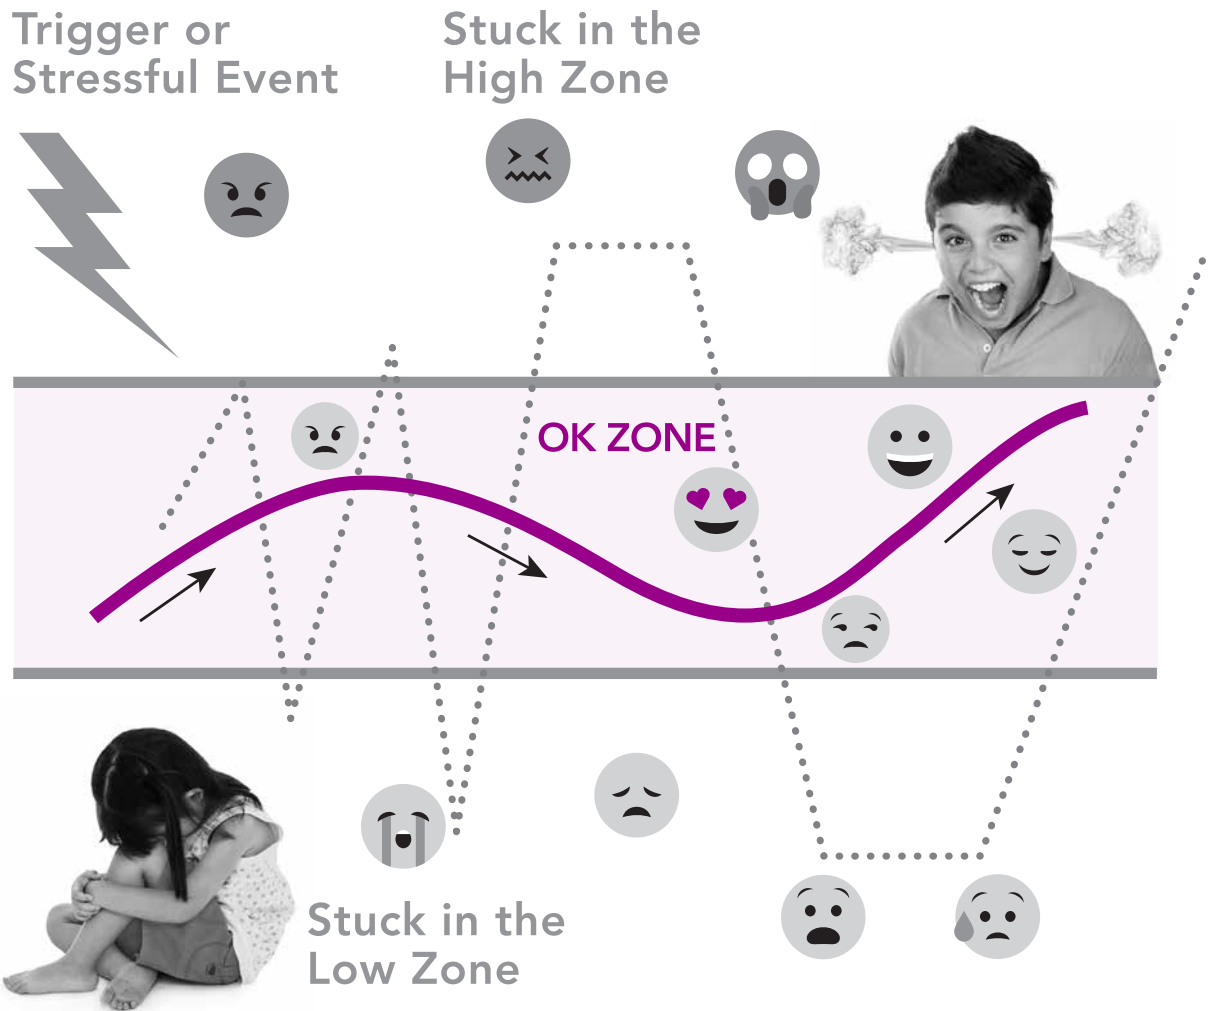 Trigger or
Stressful Event
Stuck in the
High Zone
OK ZONE
Stuck in the
Low Zone